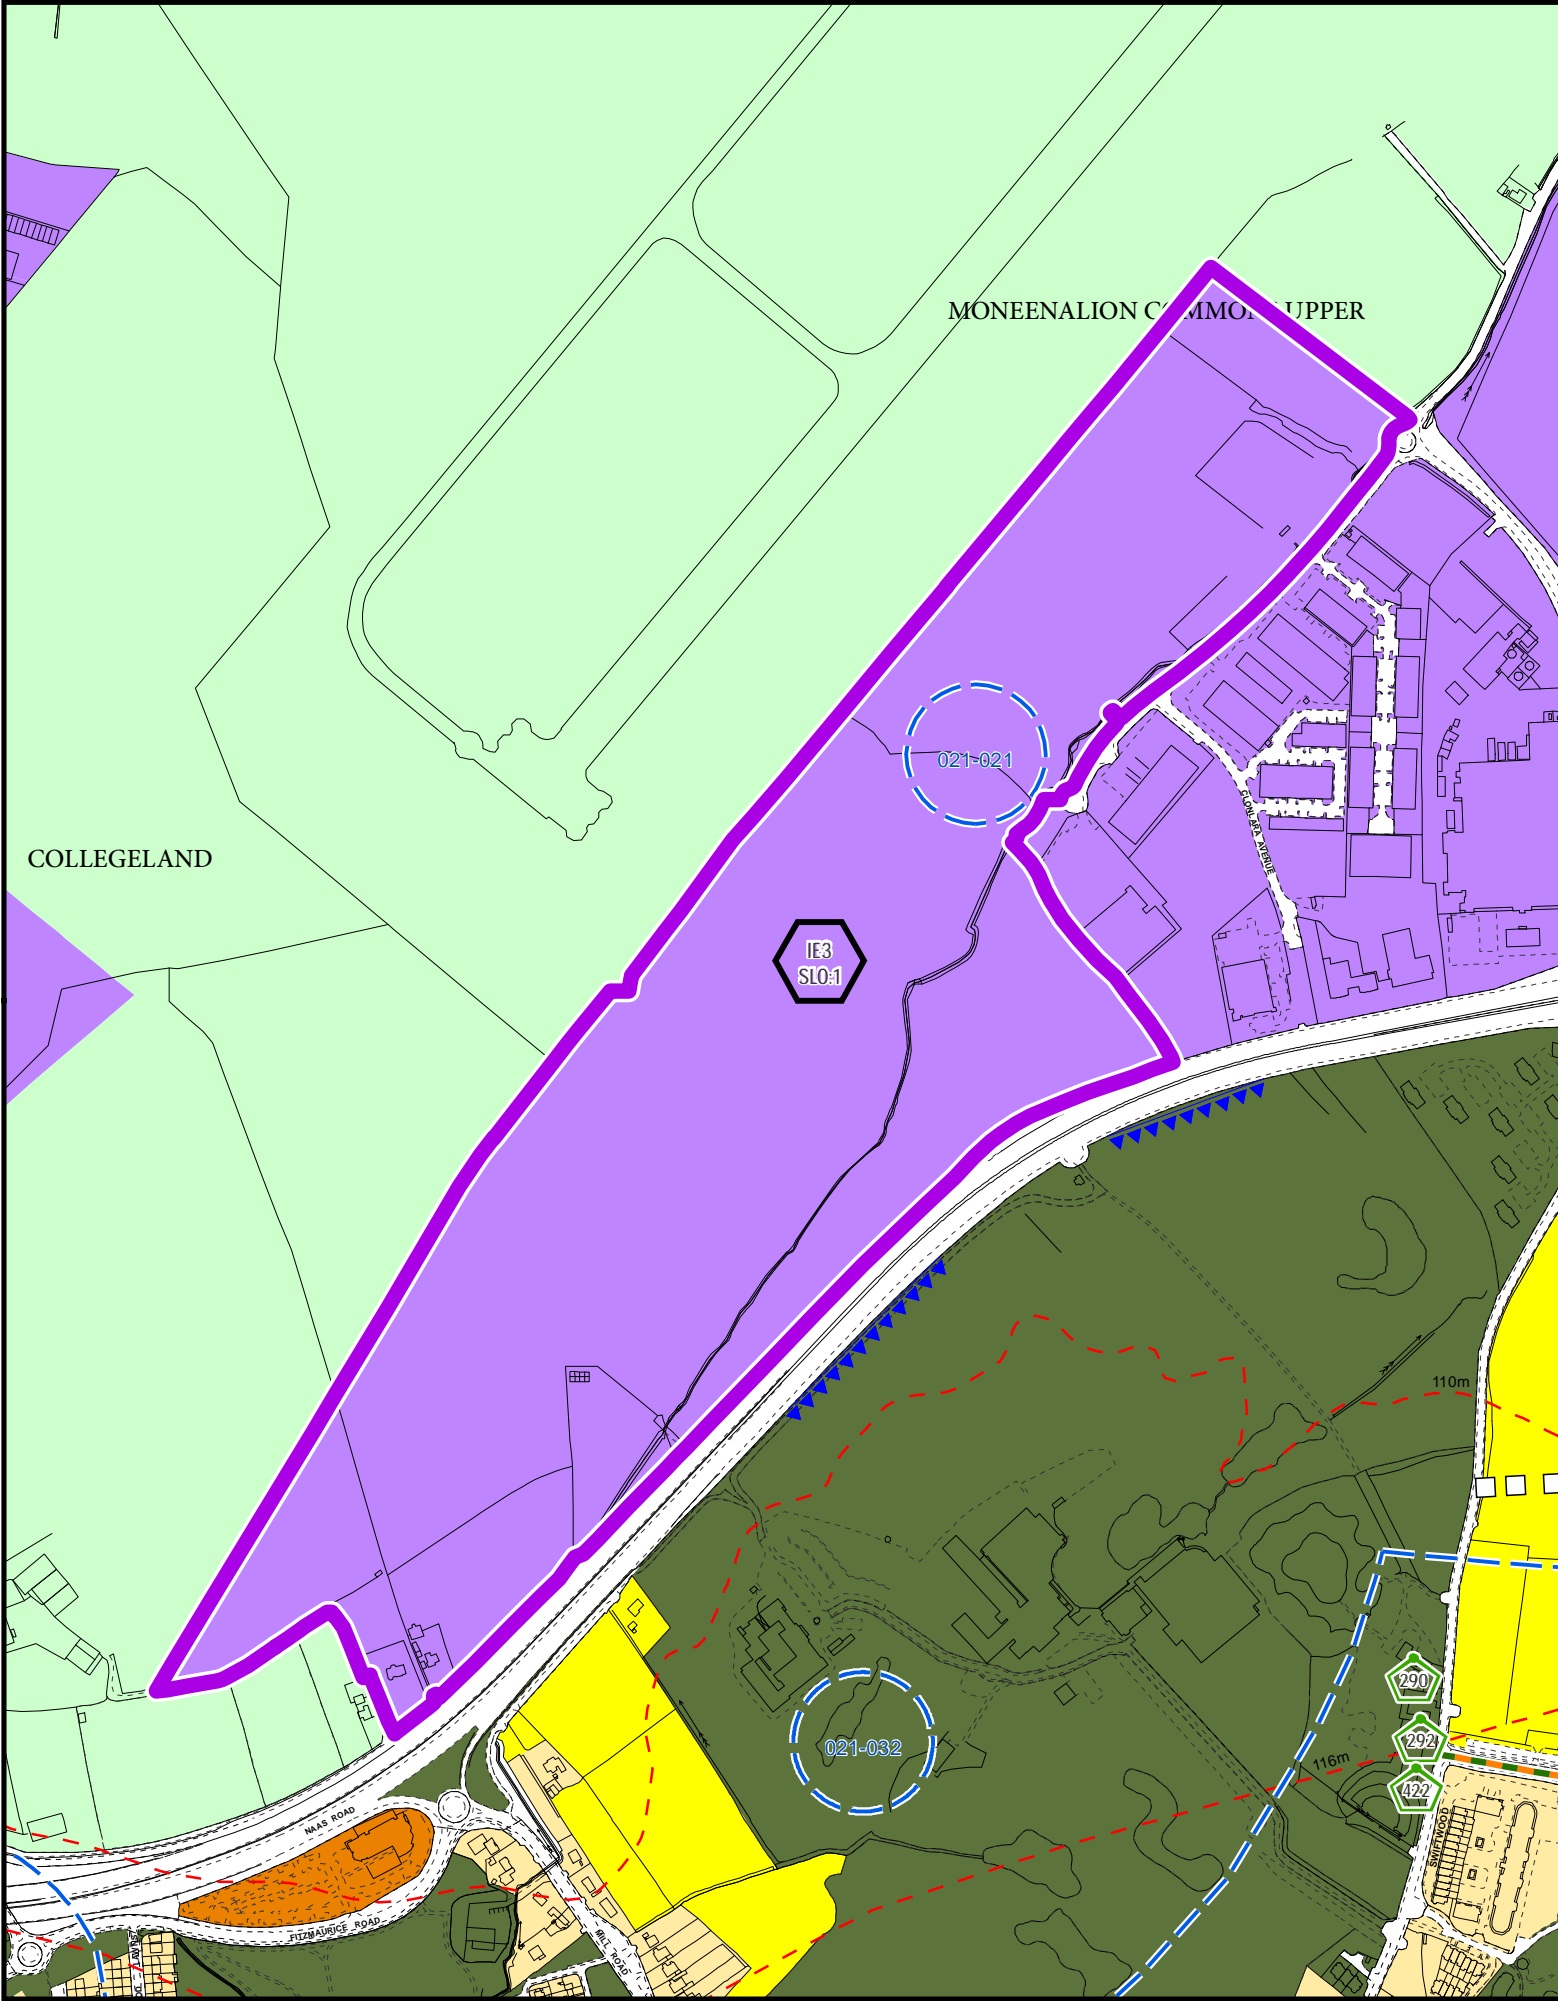 MONEENALION COMMON UPPER
021-021
CLONLARA AVENUE
COLLEGELAND
IE3
SLO:1
110m
290
292
116m
422
021-032
NAAS ROAD
SWIFTWOOD
FITZMAURICE ROAD
MILL ROAD